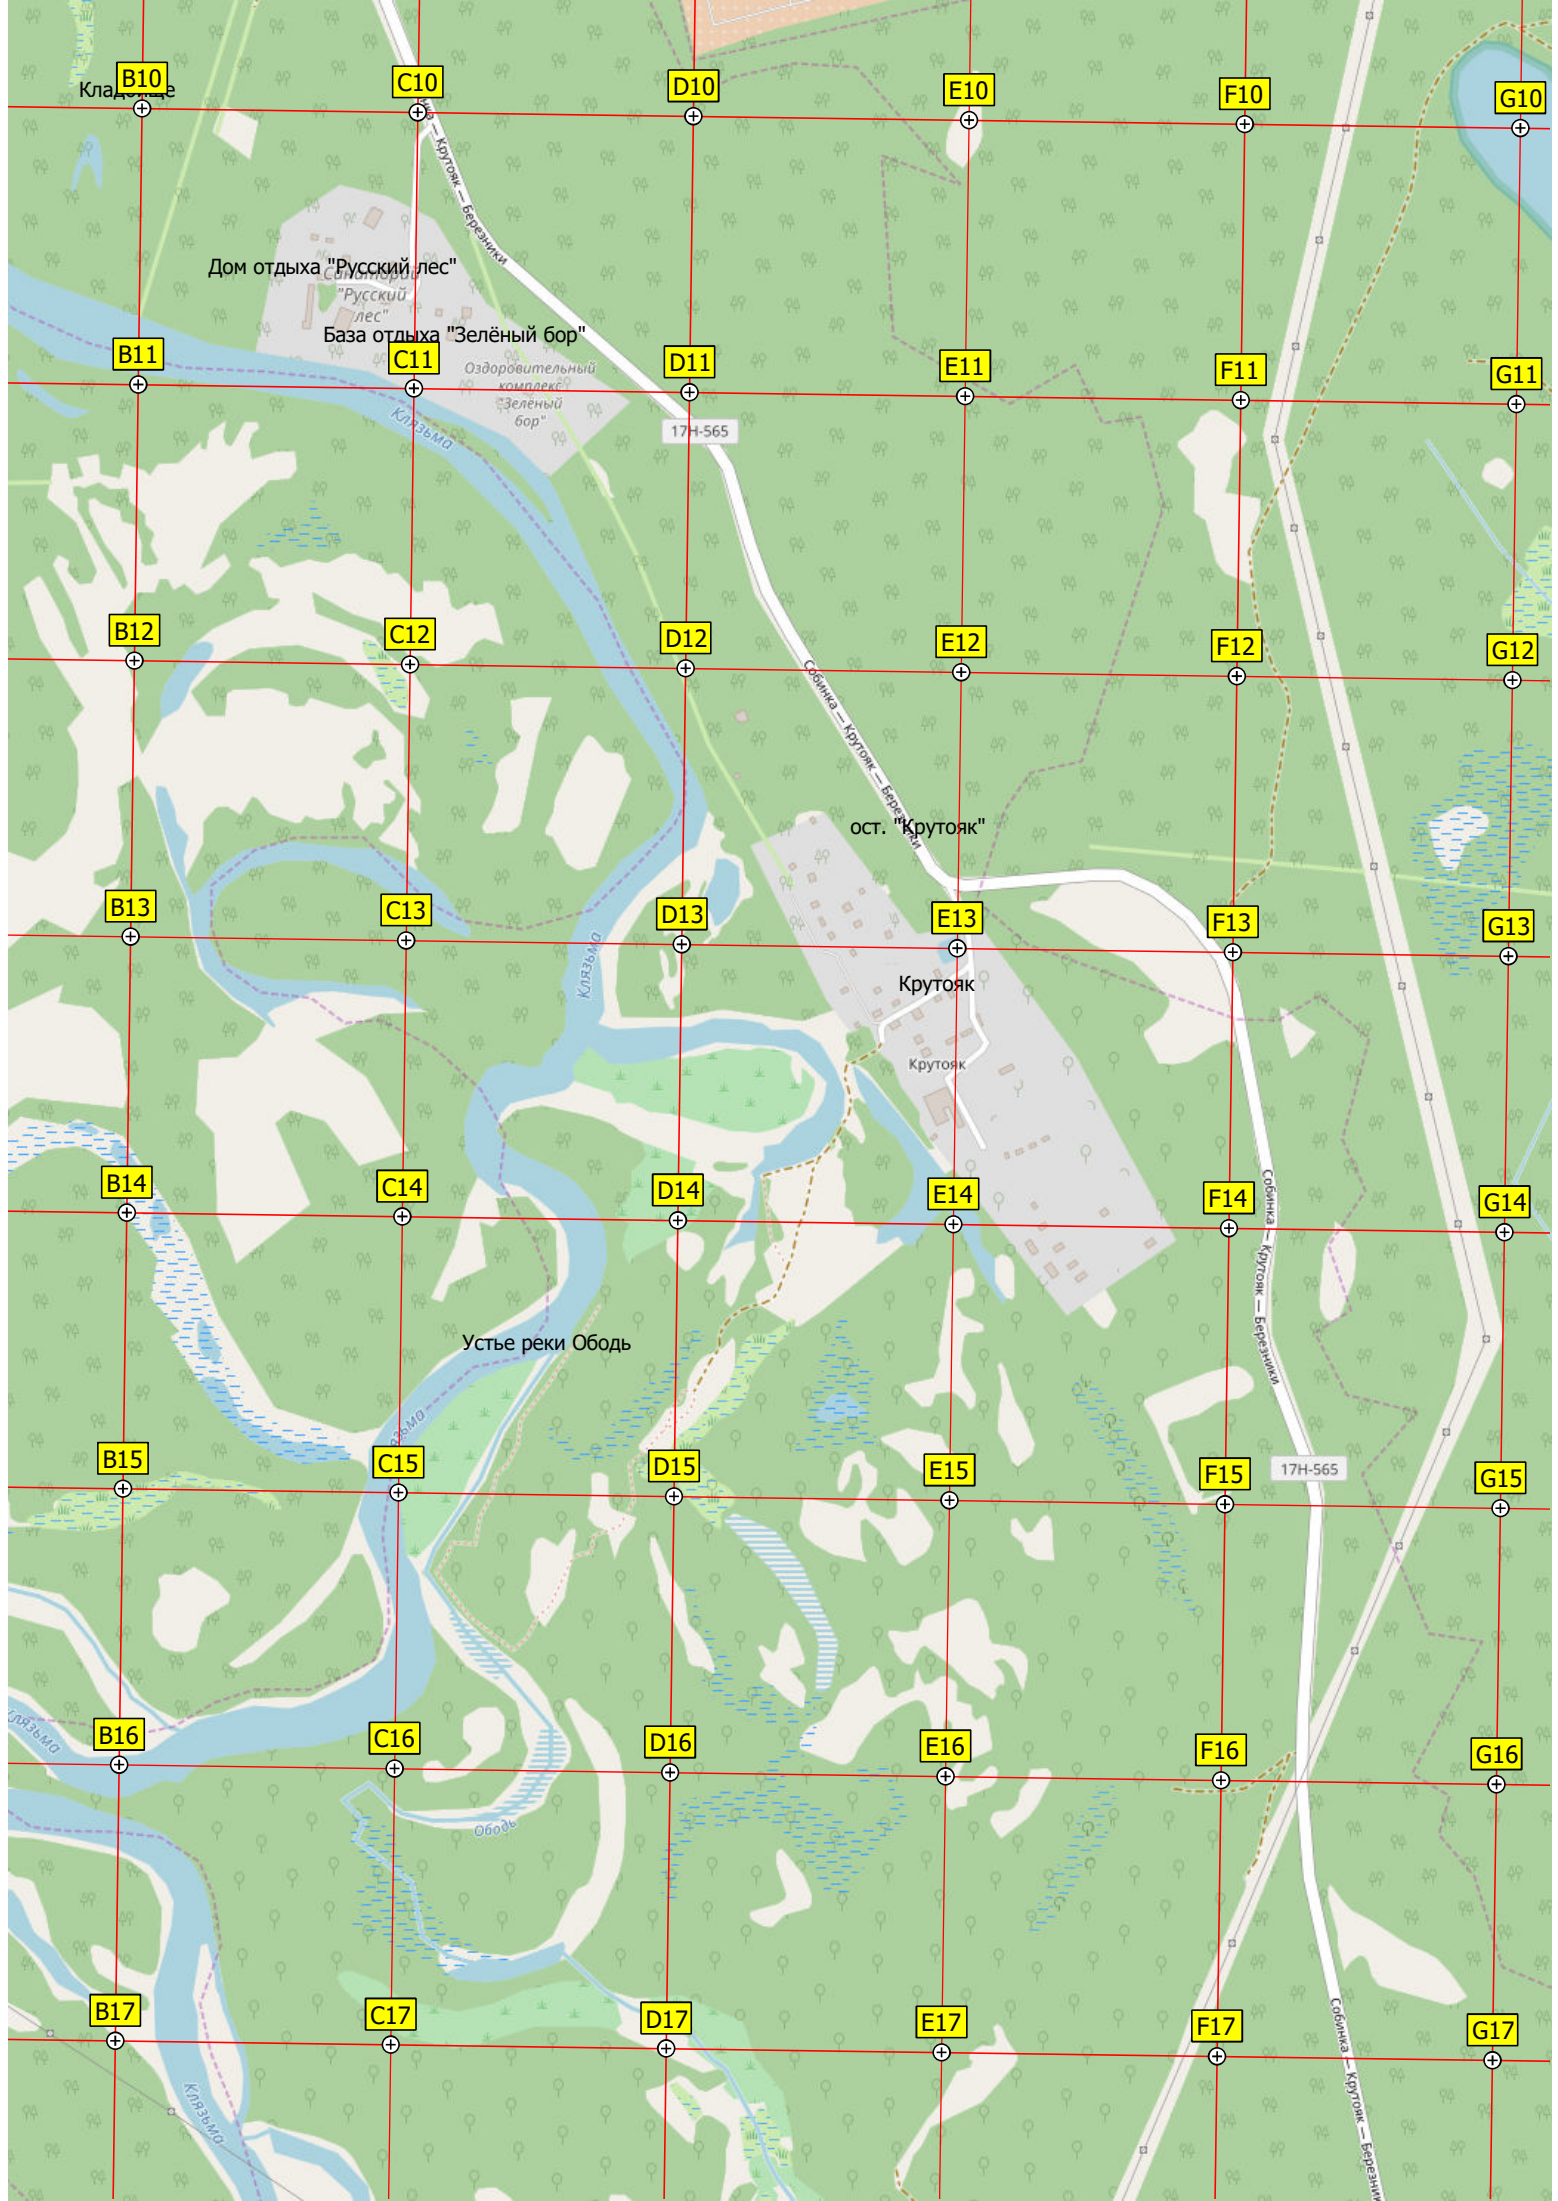 B10
C10
D10
E10
F10
G10
Кладбище
Собинка — Крутояк — Березники
Дом отдыха "Русский лес"
Санаторий
"Русский
лес"
База отдыха "Зелёный бор"
B11
C11
D11
E11
F11
G11
Оздоровительный
комплекс
"Зелёный
бор"
Клязьма
17Н-565
B12
C12
D12
E12
F12
G12
Собинка — Крутояк — Березники
ост. "Крутояк"
B13
C13
D13
E13
F13
G13
Клязьма
Крутояк
Крутояк
B14
C14
D14
E14
F14
G14
Собинка — Крутояк — Березники
Устье реки Ободь
B15
C15
D15
E15
F15
G15
17Н-565
Клязьма
B16
C16
D16
E16
F16
G16
Ободь
B17
C17
D17
E17
F17
G17
Клязьма
Собинка — Крутояк — Березники